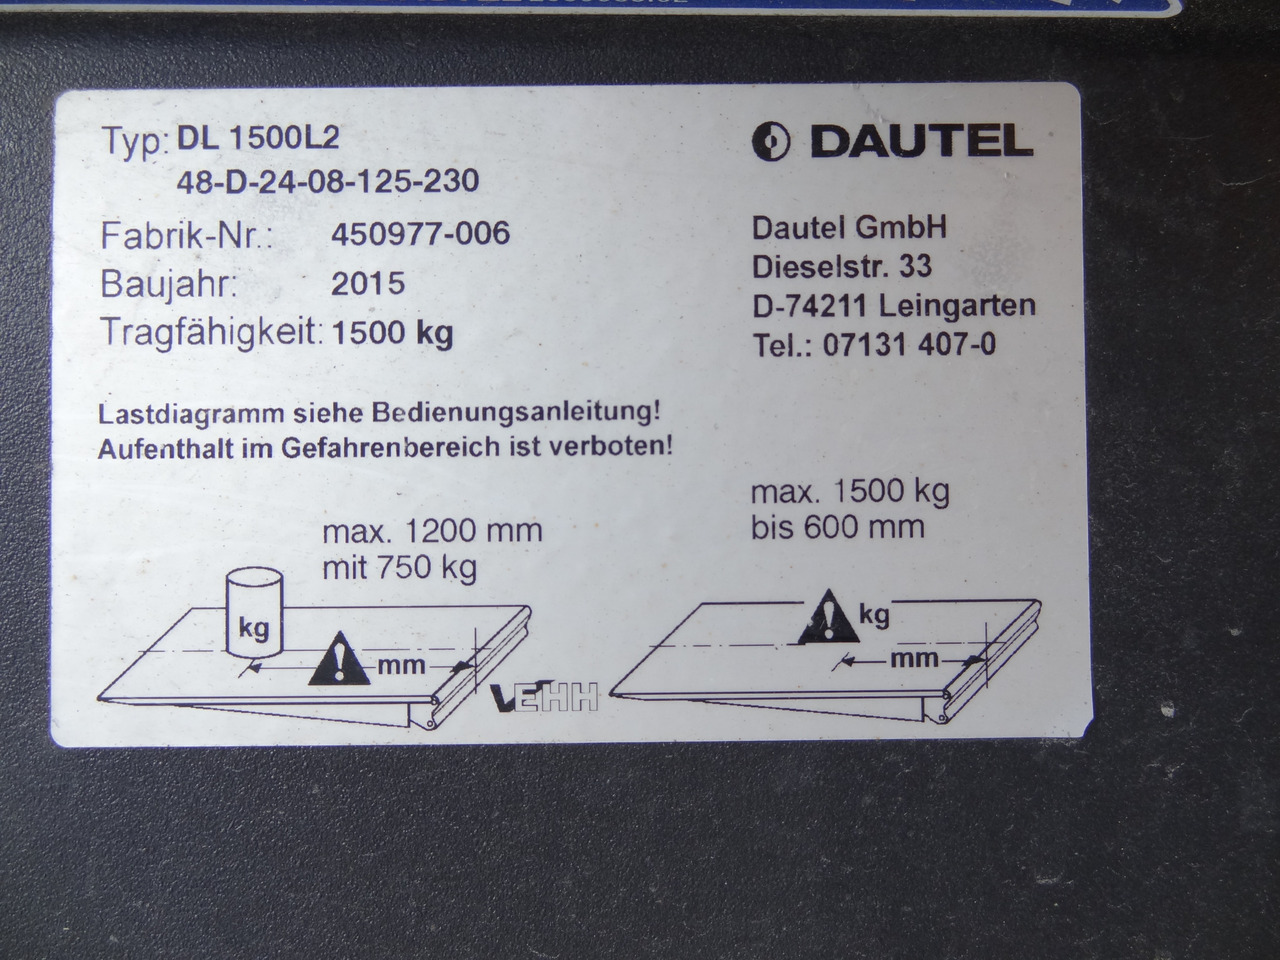 Typ: DL 1500L2
48-D-24-08-125-230
Fabrik-Nr.: 450977-006
Baujahr: 2015
Tragfähigkeit: 1500 kg
DAUTEL
Dautel GmbH
Dieselstr. 33
D-74211 Leingarten
Tel.: 07131 407-0
Lastdiagramm siehe Bedienungsanleitung!
Aufenthalt im Gefahrenbereich ist verboten!
max. 1200 mm
mit 750 kg
kg
! mm
max. 1500 kg
bis 600 mm
! kg
mm
VEHH